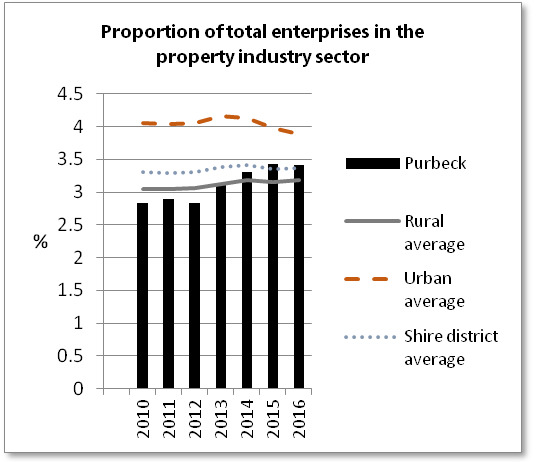 Proportion of total enterprises in the
property industry sector
4.5
4
3.5
3
2.5
2
1.5
1
0.5
0
%
2010
2011
2012
2013
2014
2015
2016
Purbeck
Rural
average
Urban
average
Shire district
average